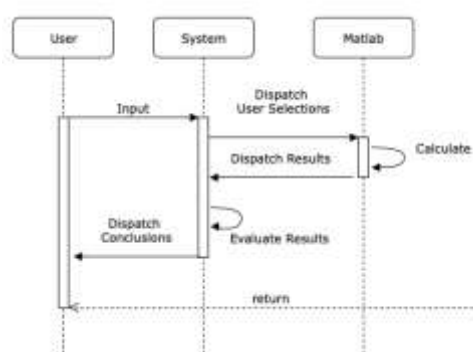 User
System
Matlab
Input
Dispatch
User Selections
Dispatch Results
Calculate
Dispatch
Conclusions
Evaluate Results
return